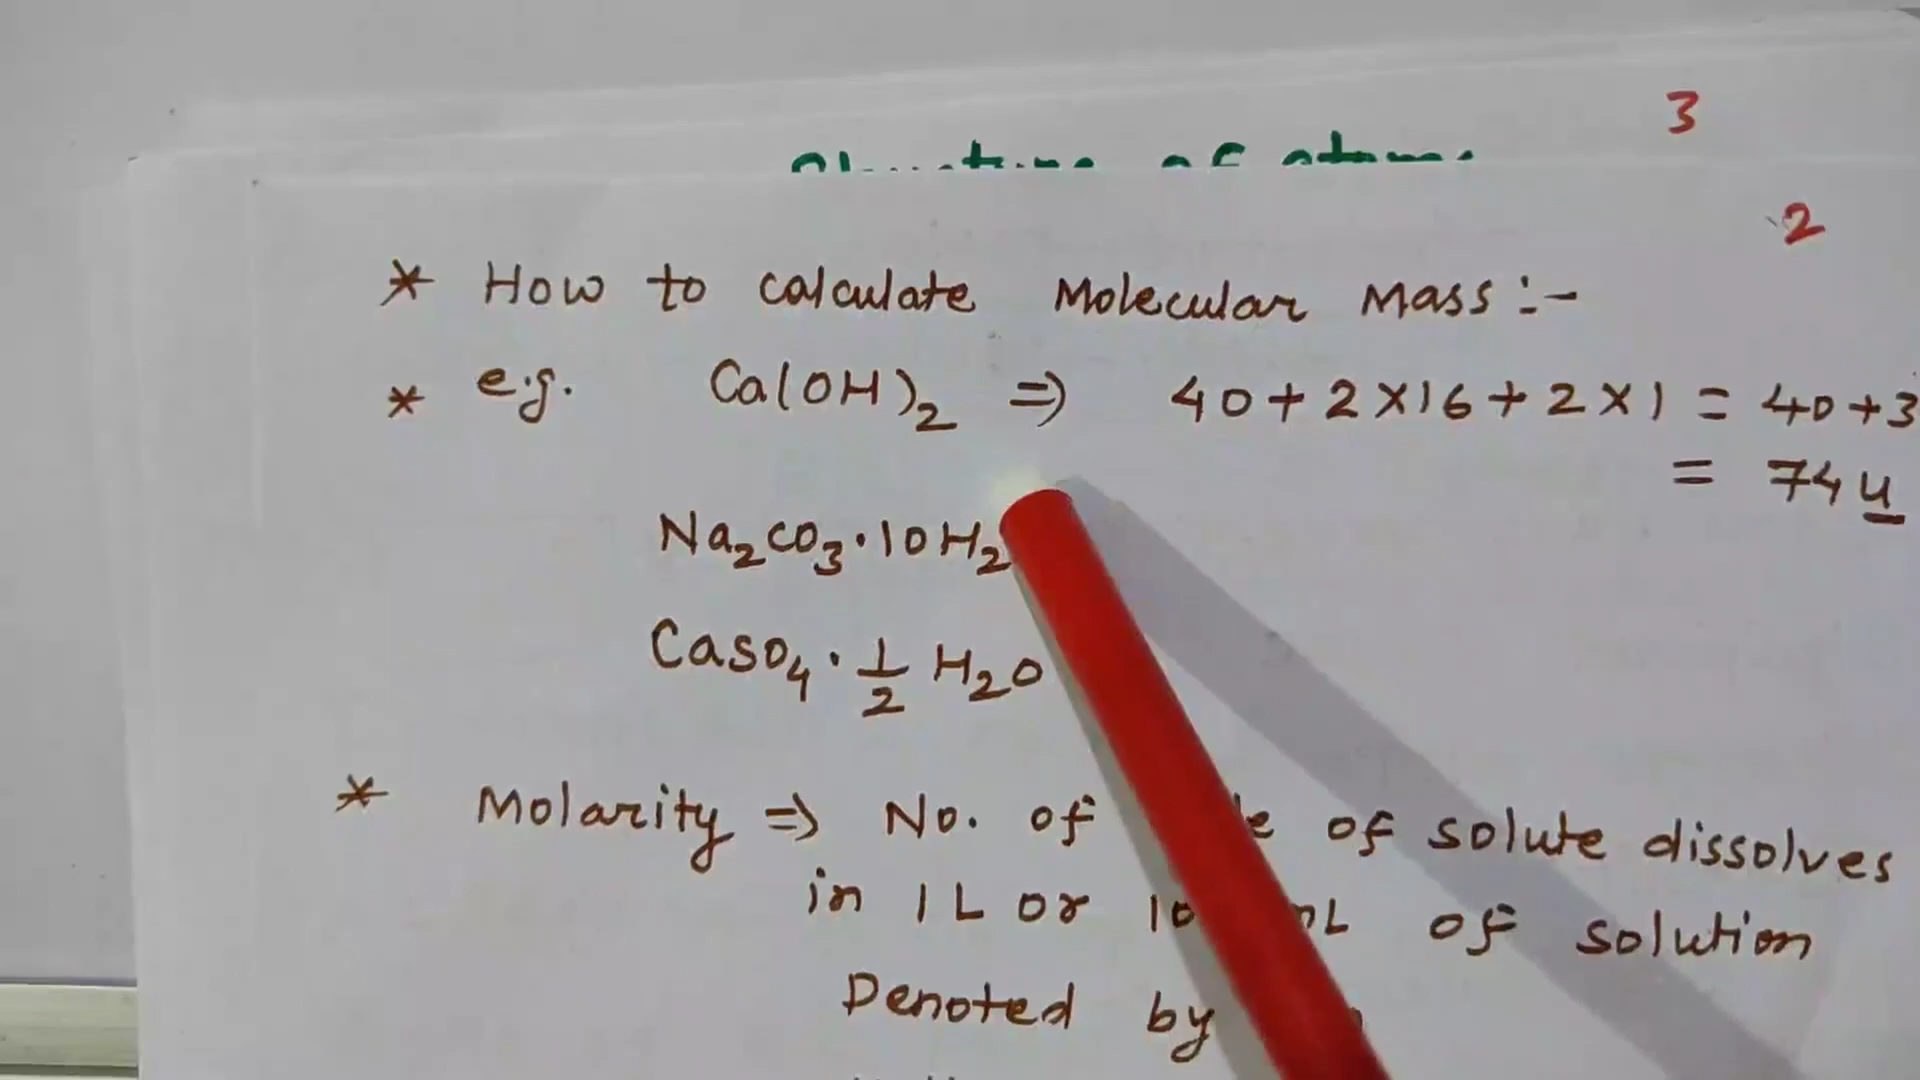 3
2
* How to calculate Molecular Mass :-
* e.g. Ca(OH)₂ ⇒ 40 + 2 × 16 + 2 × 1 = 40 + 3
= 74 u
Na₂CO₃ · 10H₂
CaSO₄ · 1/2 H₂O
* Molarity ⇒ No. of of solute dissolves
in 1L or of solution
Denoted by